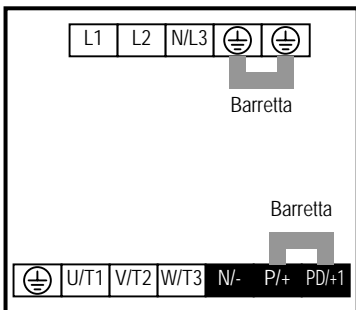 L1 L2 N/L3
Barretta
Barretta
U/T1 V/T2 W/T3 N/- P/+ PD/+1